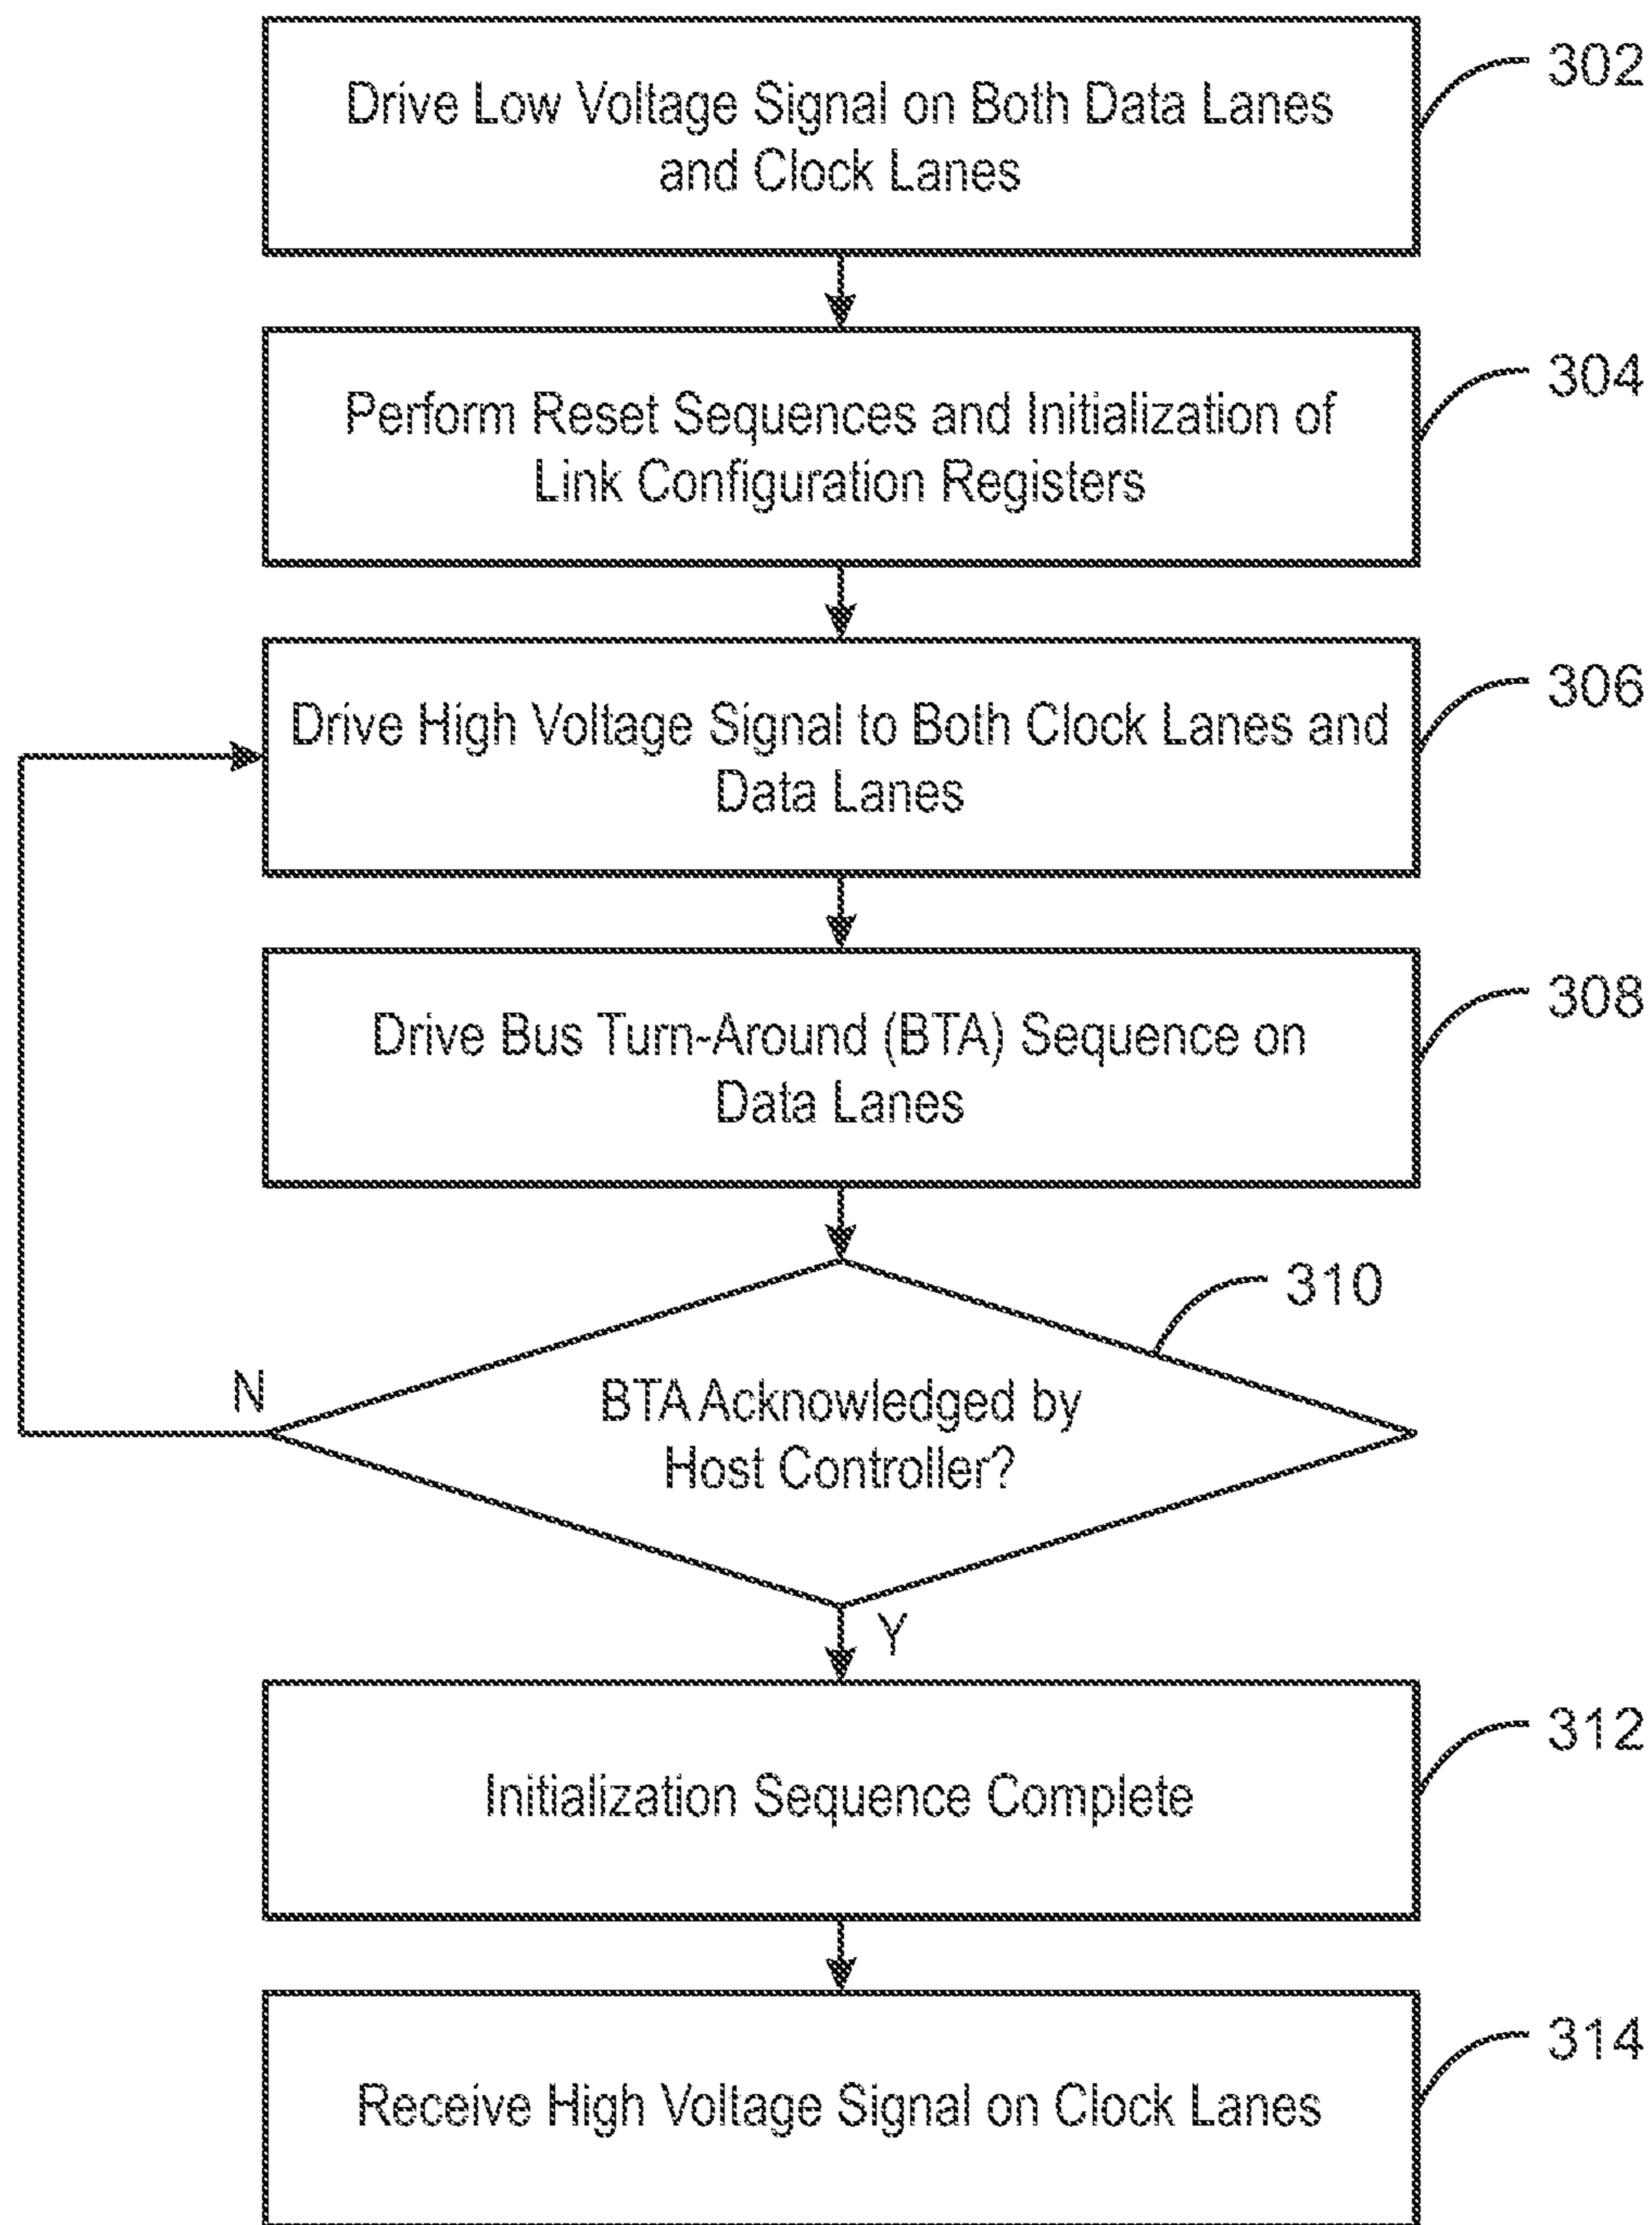 Drive Low Voltage Signal on Both Data Lanes
and Clock Lanes
302
Perform Reset Sequences and Initialization of
Link Configuration Registers
304
Drive High Voltage Signal to Both Clock Lanes and
Data Lanes
306
Drive Bus Turn-Around (BTA) Sequence on
Data Lanes
308
310
N
BTA Acknowledged by
Host Controller?
Y
Initialization Sequence Complete
312
Receive High Voltage Signal on Clock Lanes
314